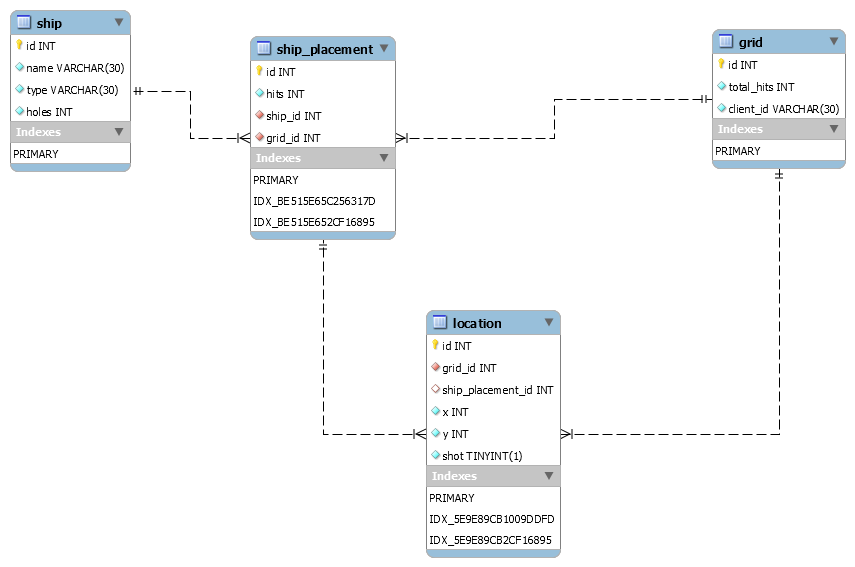 ship
id INT
name VARCHAR(30)
type VARCHAR(30)
holes INT
Indexes
PRIMARY
ship_placement
id INT
hits INT
ship_id INT
grid_id INT
Indexes
PRIMARY
IDX_BE515E65C256317D
IDX_BE515E652CF16895
grid
id INT
total_hits INT
client_id VARCHAR(30)
Indexes
PRIMARY
location
id INT
grid_id INT
ship_placement_id INT
x INT
y INT
shot TINYINT(1)
Indexes
PRIMARY
IDX_5E9E89CB1009DDFD
IDX_5E9E89CB2CF16895